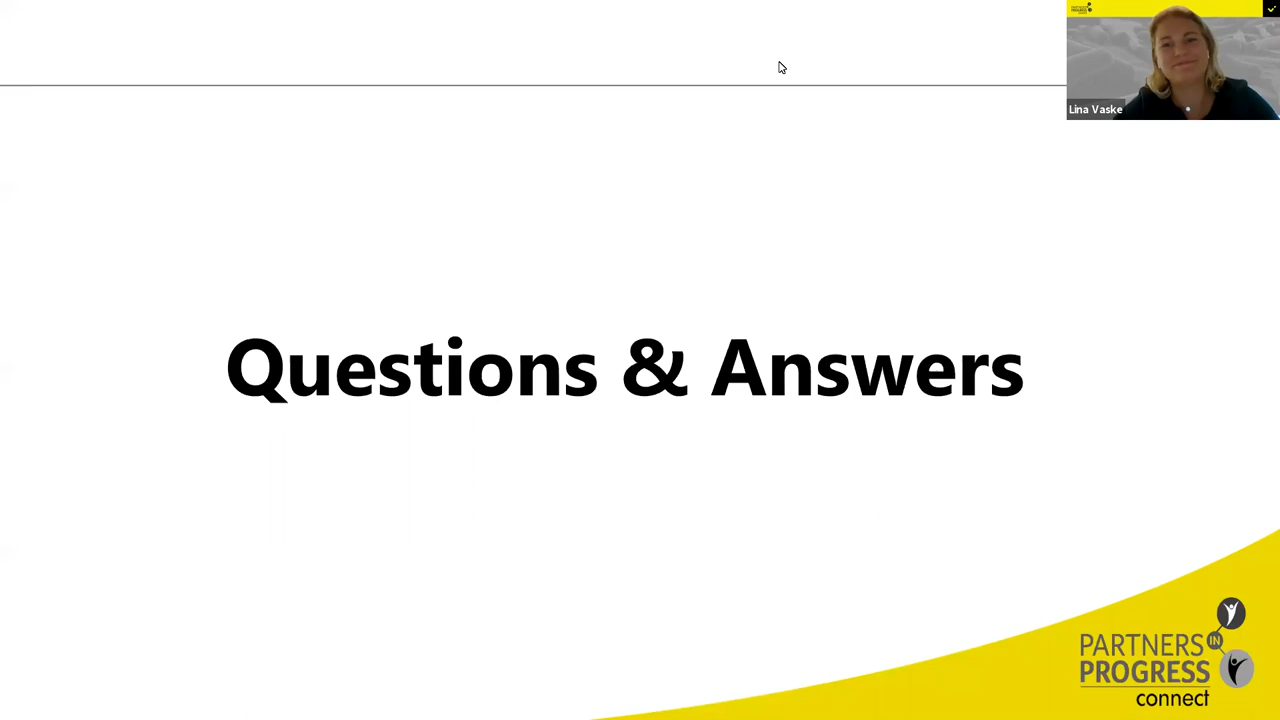 Lina Vaske
Questions & Answers
PARTNERS IN
PROGRESS
connect